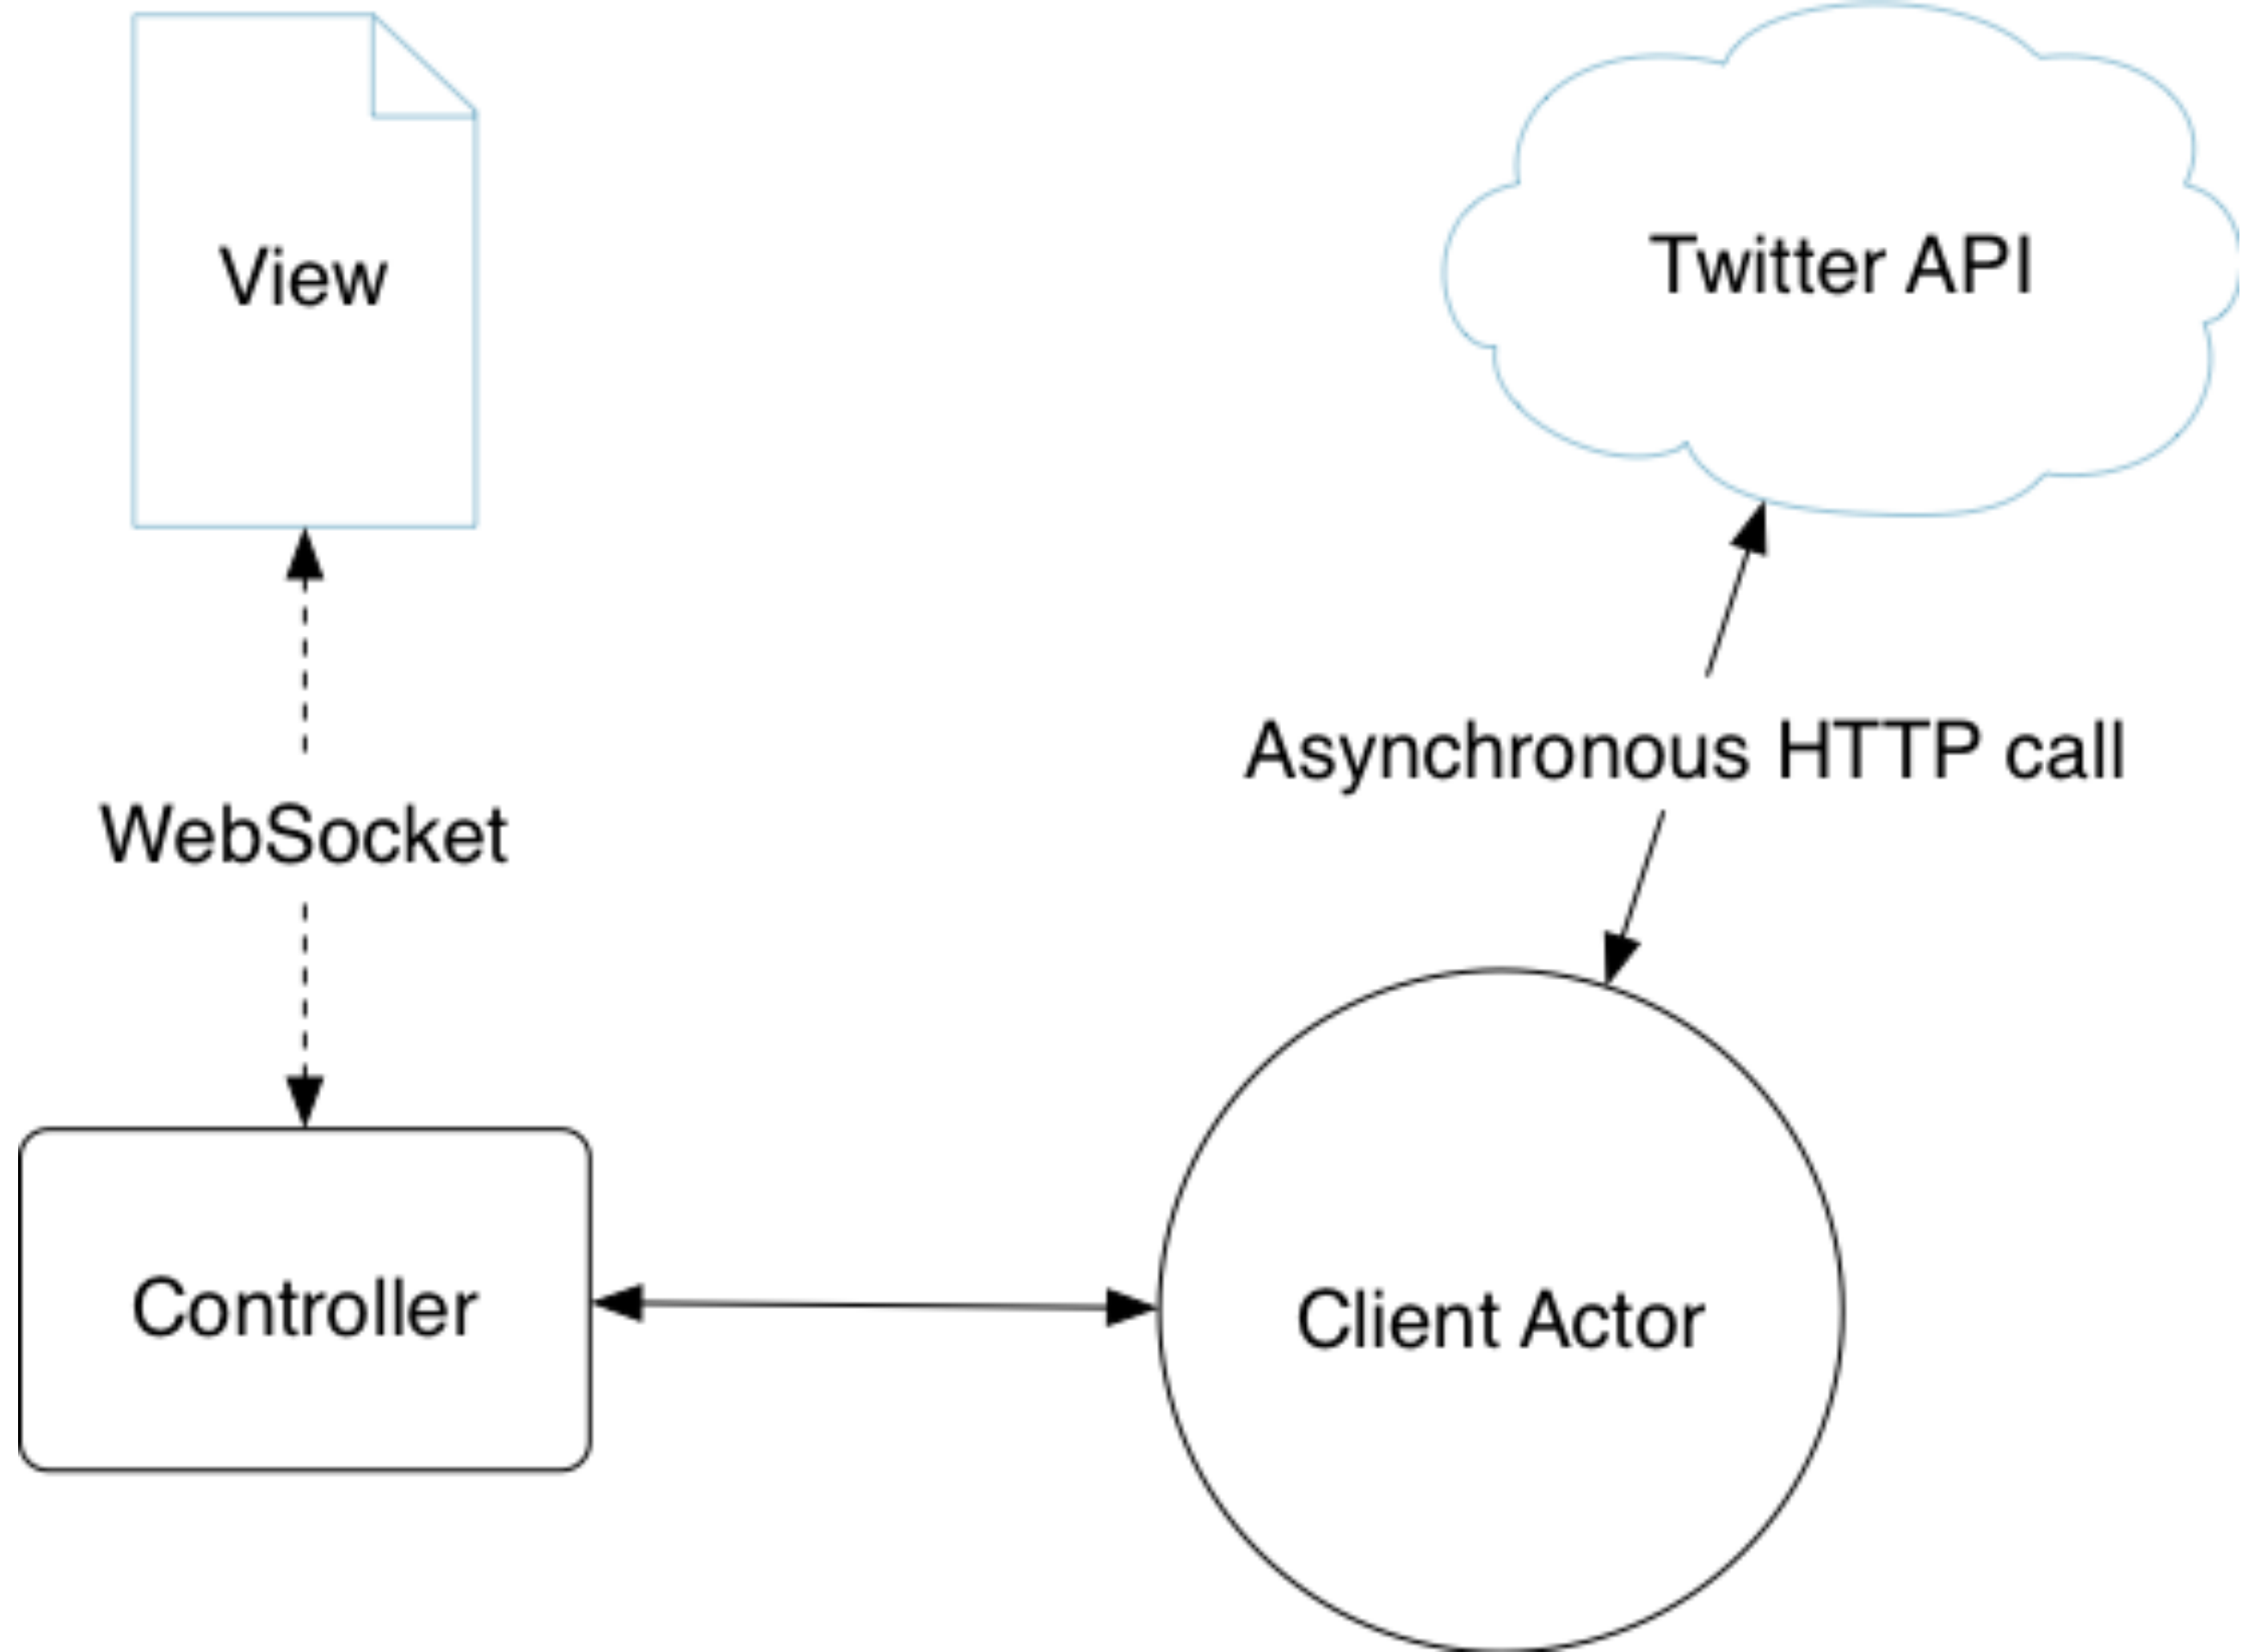 View
Twitter API
Asynchronous HTTP call
WebSocket
Controller
Client Actor